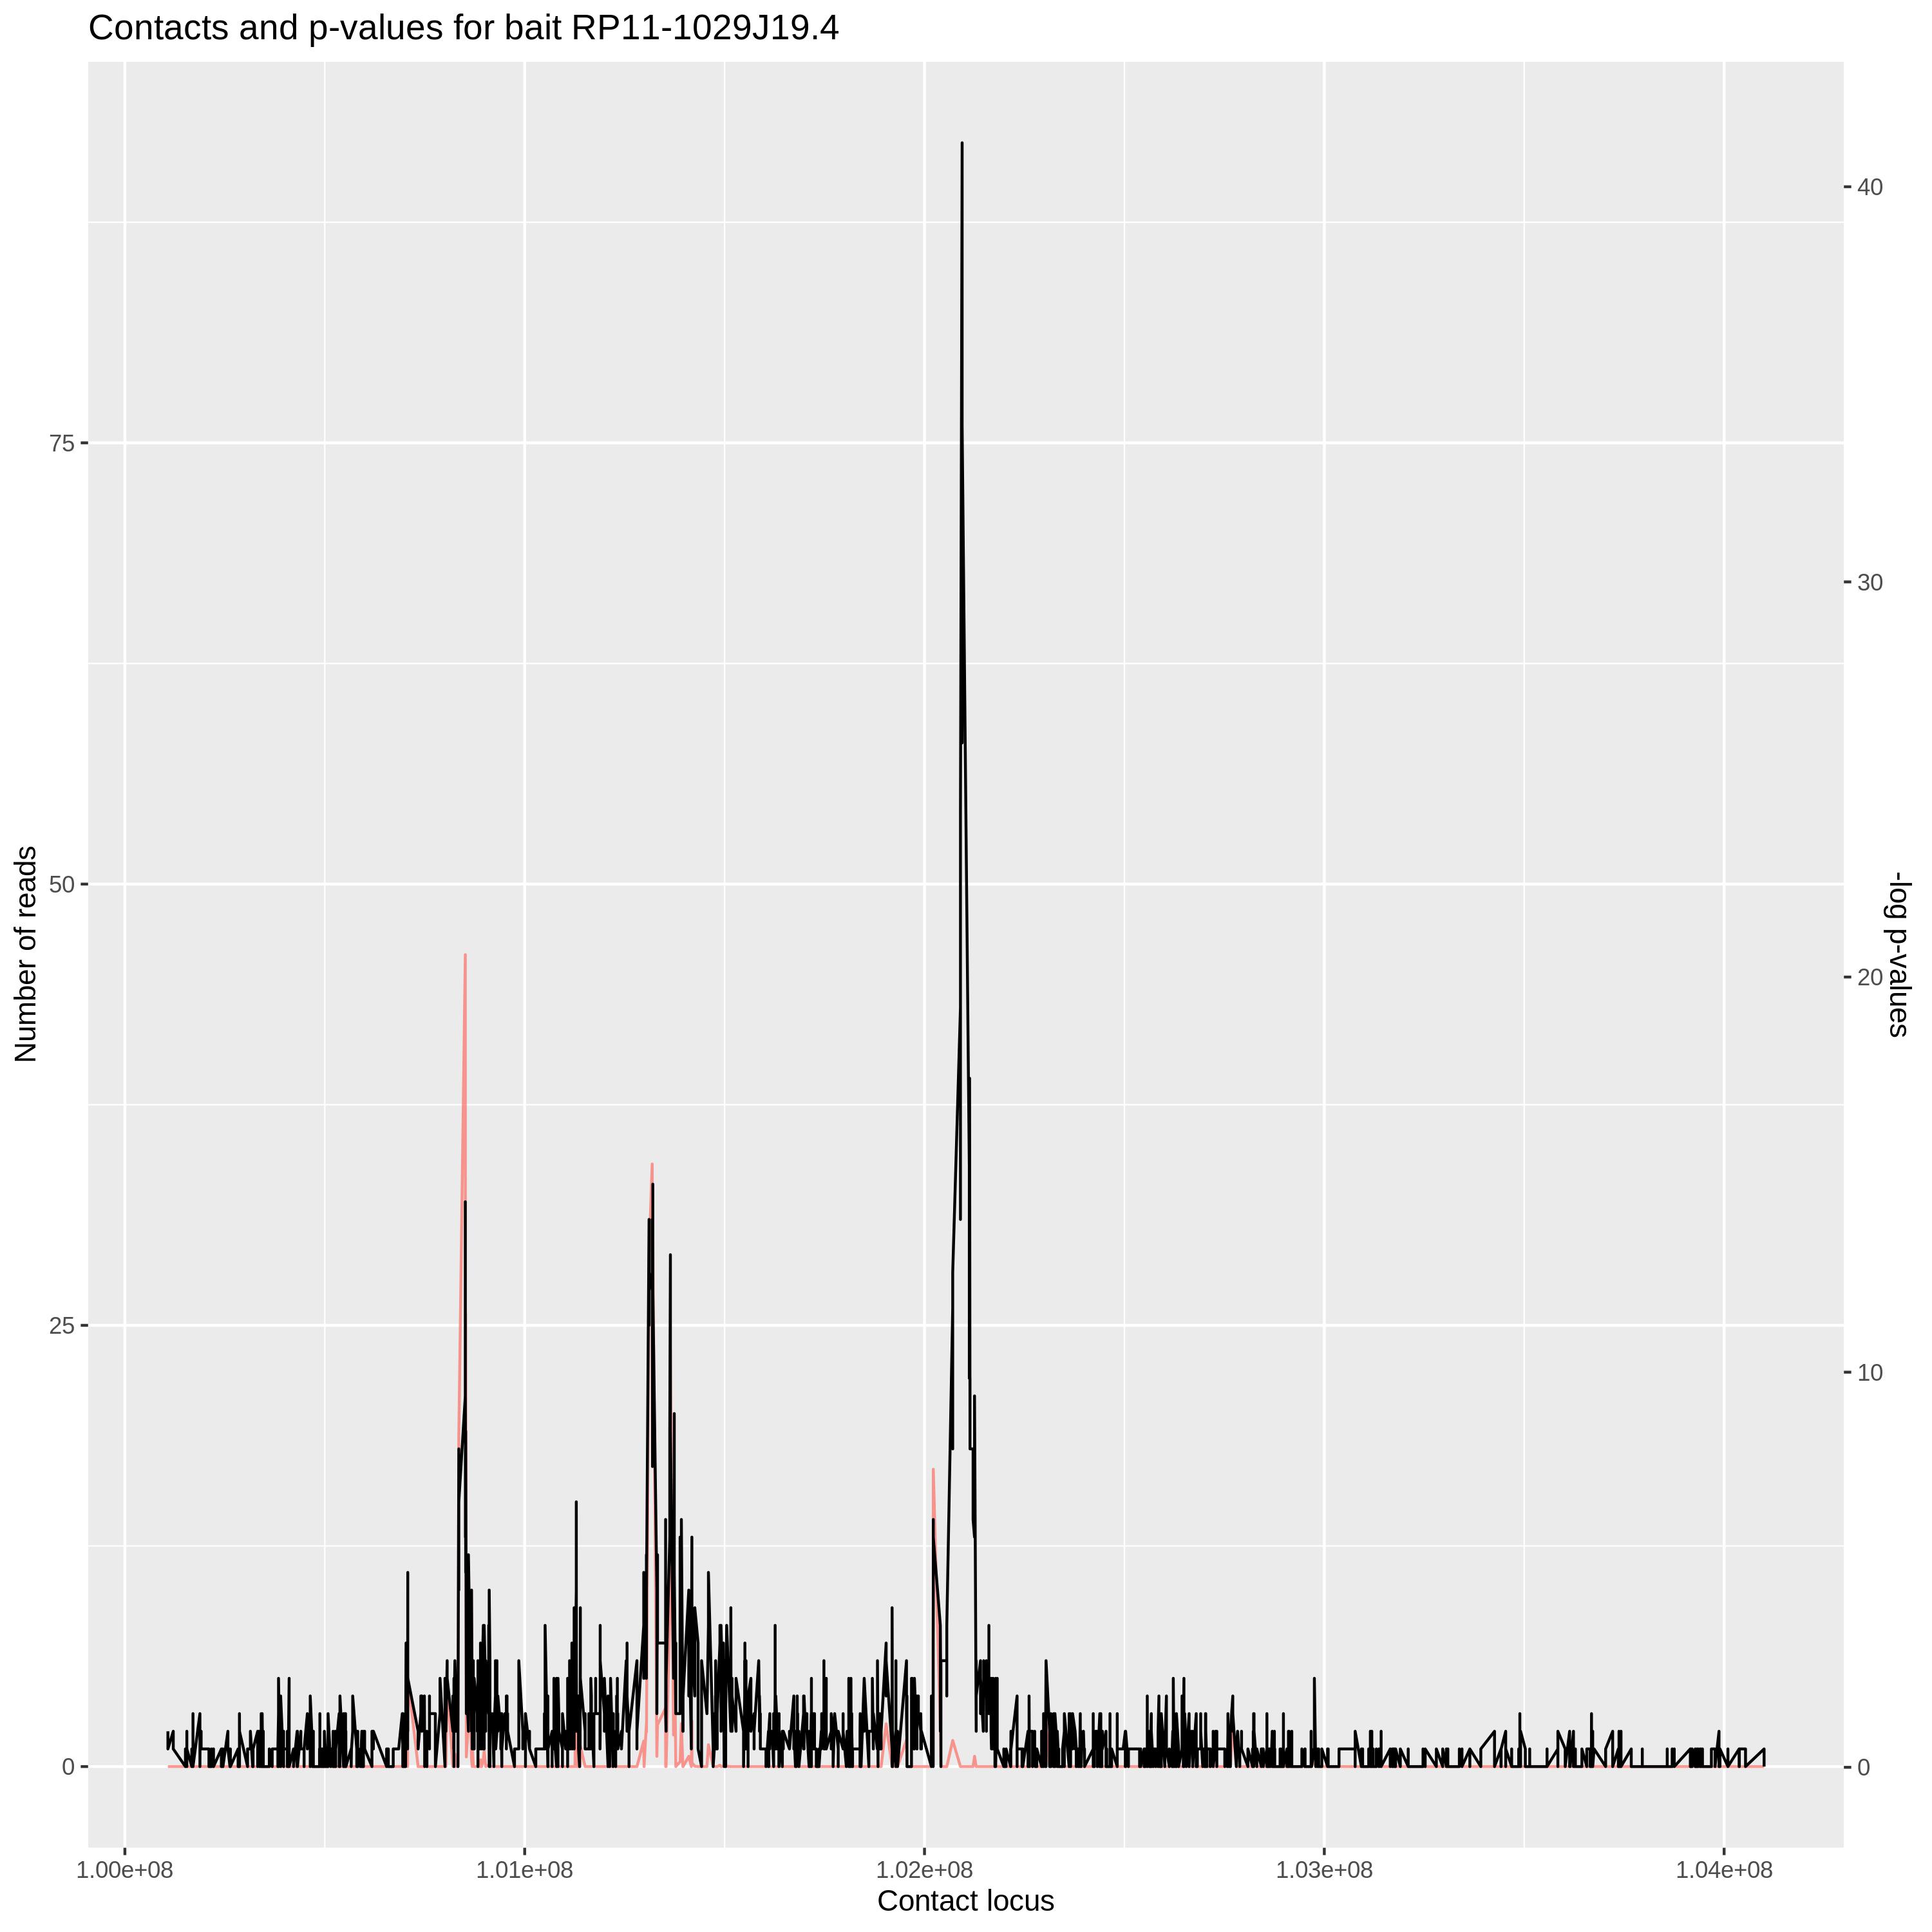 Contacts and p-values for bait RP11-1029J19.4
40
75
30
Number of reads
50
-log p-values
20
25
10
0
0
1.00e+08
1.01e+08
1.02e+08
1.03e+08
1.04e+08
Contact locus